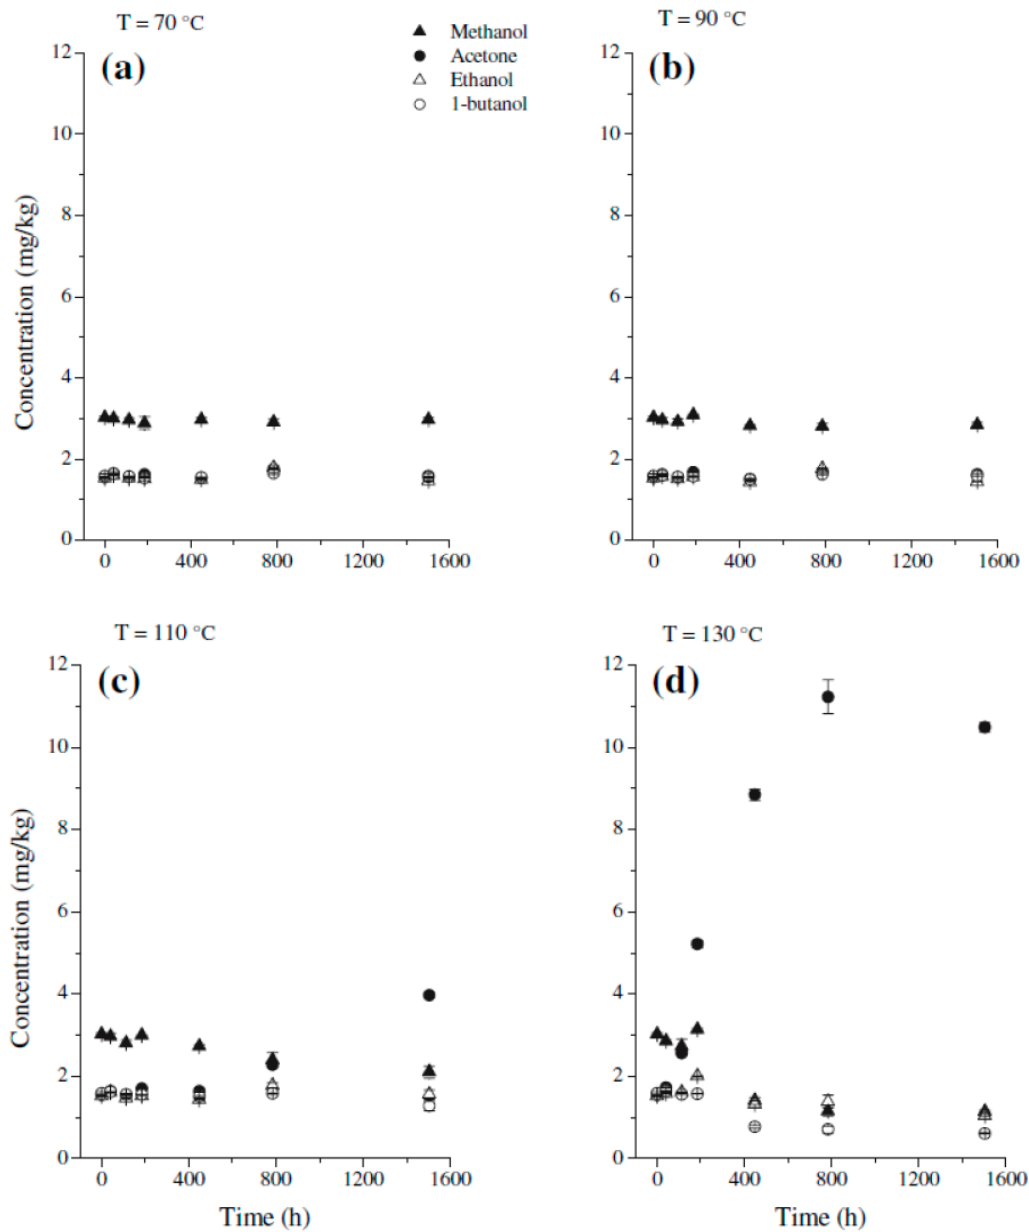 T = 70 °C
T = 90 °C
Methanol
Acetone
Ethanol
1-butanol
(a)
(b)
12
10
8
6
4
2
0
12
10
8
6
4
2
0
Concentration (mg/kg)
0 400 800 1200 1600
0 400 800 1200 1600
T = 110 °C
T = 130 °C
(c)
(d)
12
10
8
6
4
2
0
12
10
8
6
4
2
0
Concentration (mg/kg)
0 400 800 1200 1600
0 400 800 1200 1600
Time (h)
Time (h)